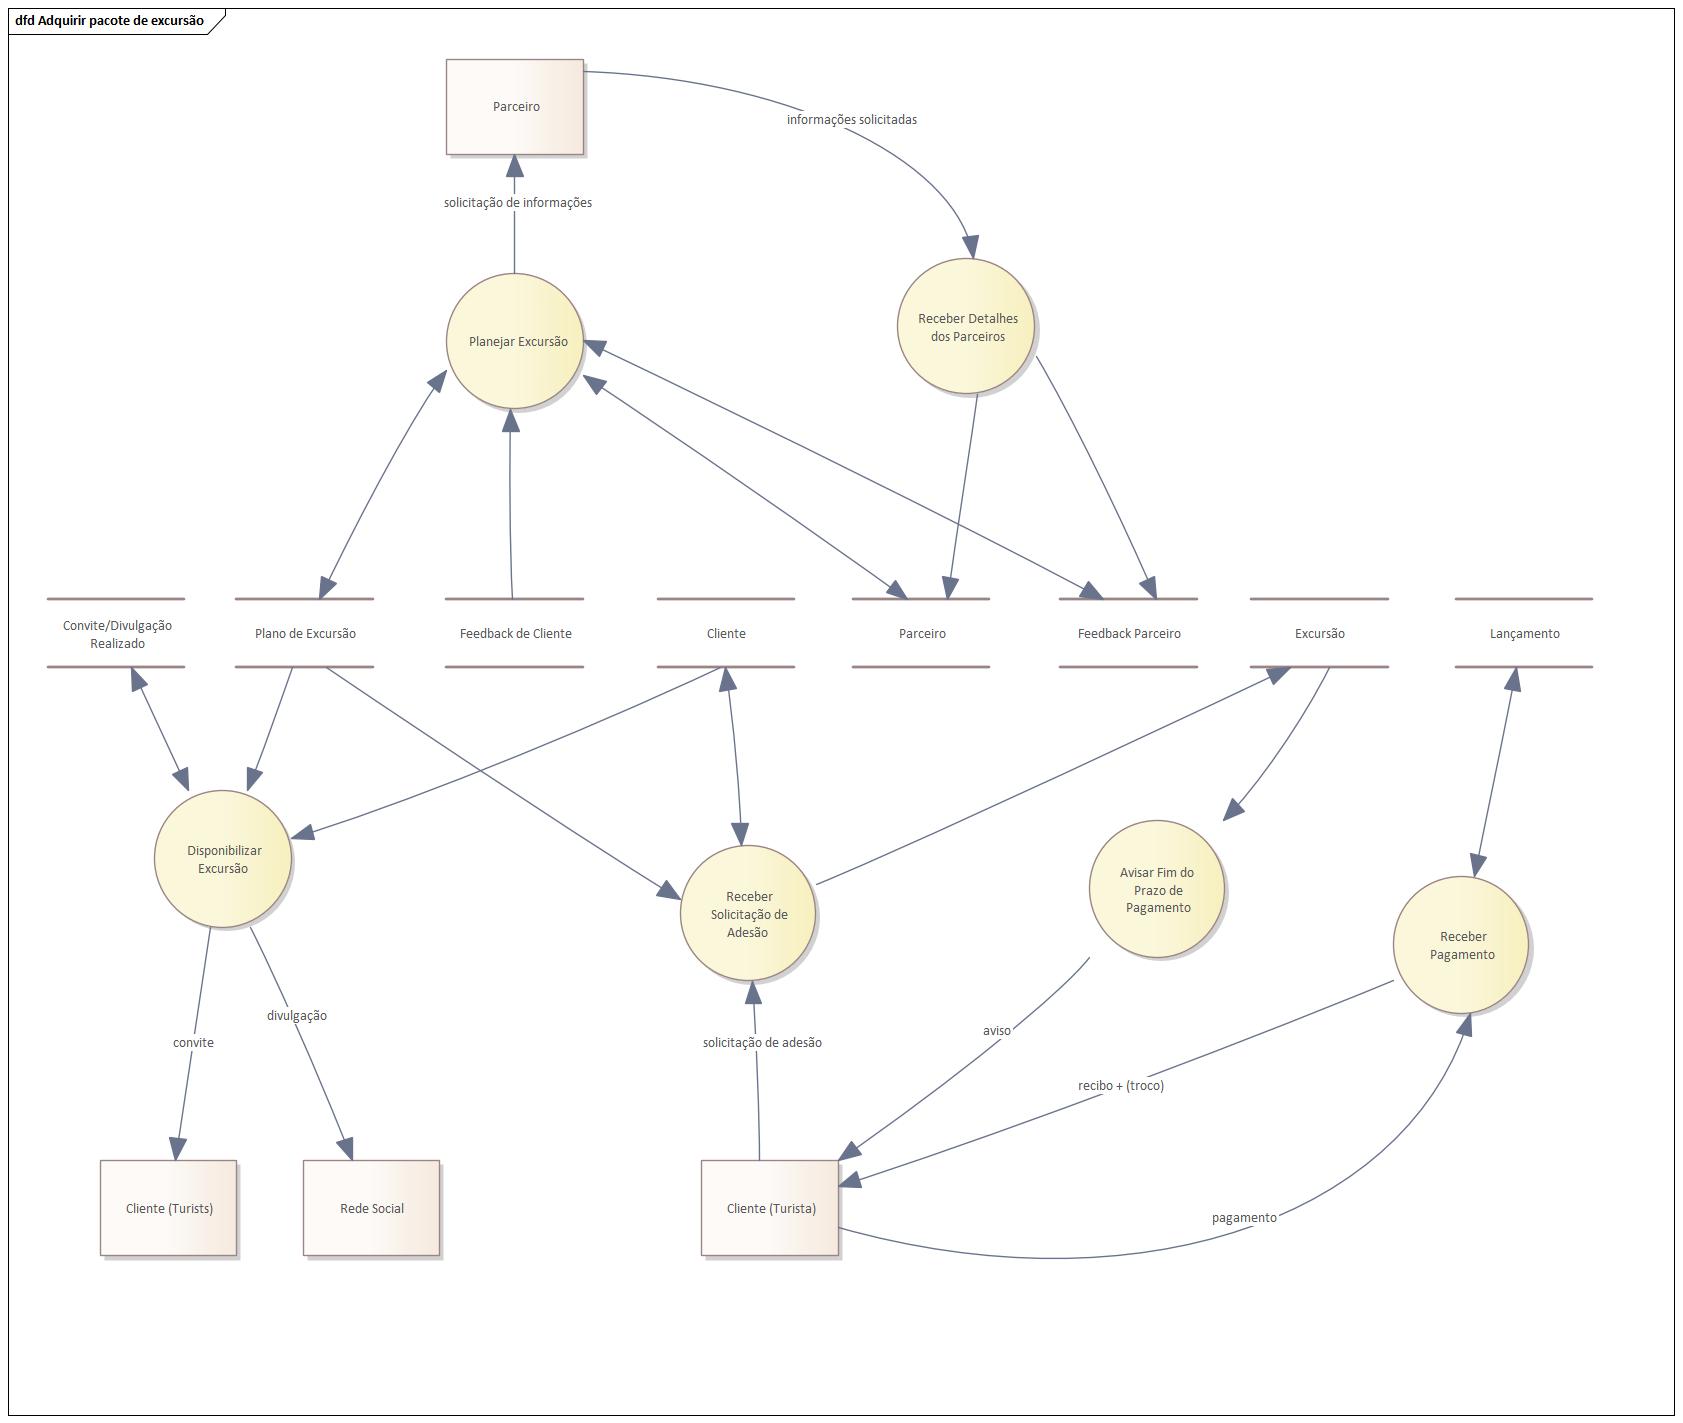 dfd Adquirir pacote de excursão
Parceiro
informações solicitadas
solicitação de informações
Planejar Excursão
Receber Detalhes
dos Parceiros
Convite/Divulgação
Realizado
Plano de Excursão
Feedback de Cliente
Cliente
Parceiro
Feedback Parceiro
Excursão
Lançamento
Disponibilizar
Excursão
Receber
Solicitação de
Adesão
Avisar Fim do
Prazo de
Pagamento
Receber
Pagamento
divulgação
convite
solicitação de adesão
aviso
recibo + (troco)
Cliente (Turists)
Rede Social
Cliente (Turista)
pagamento